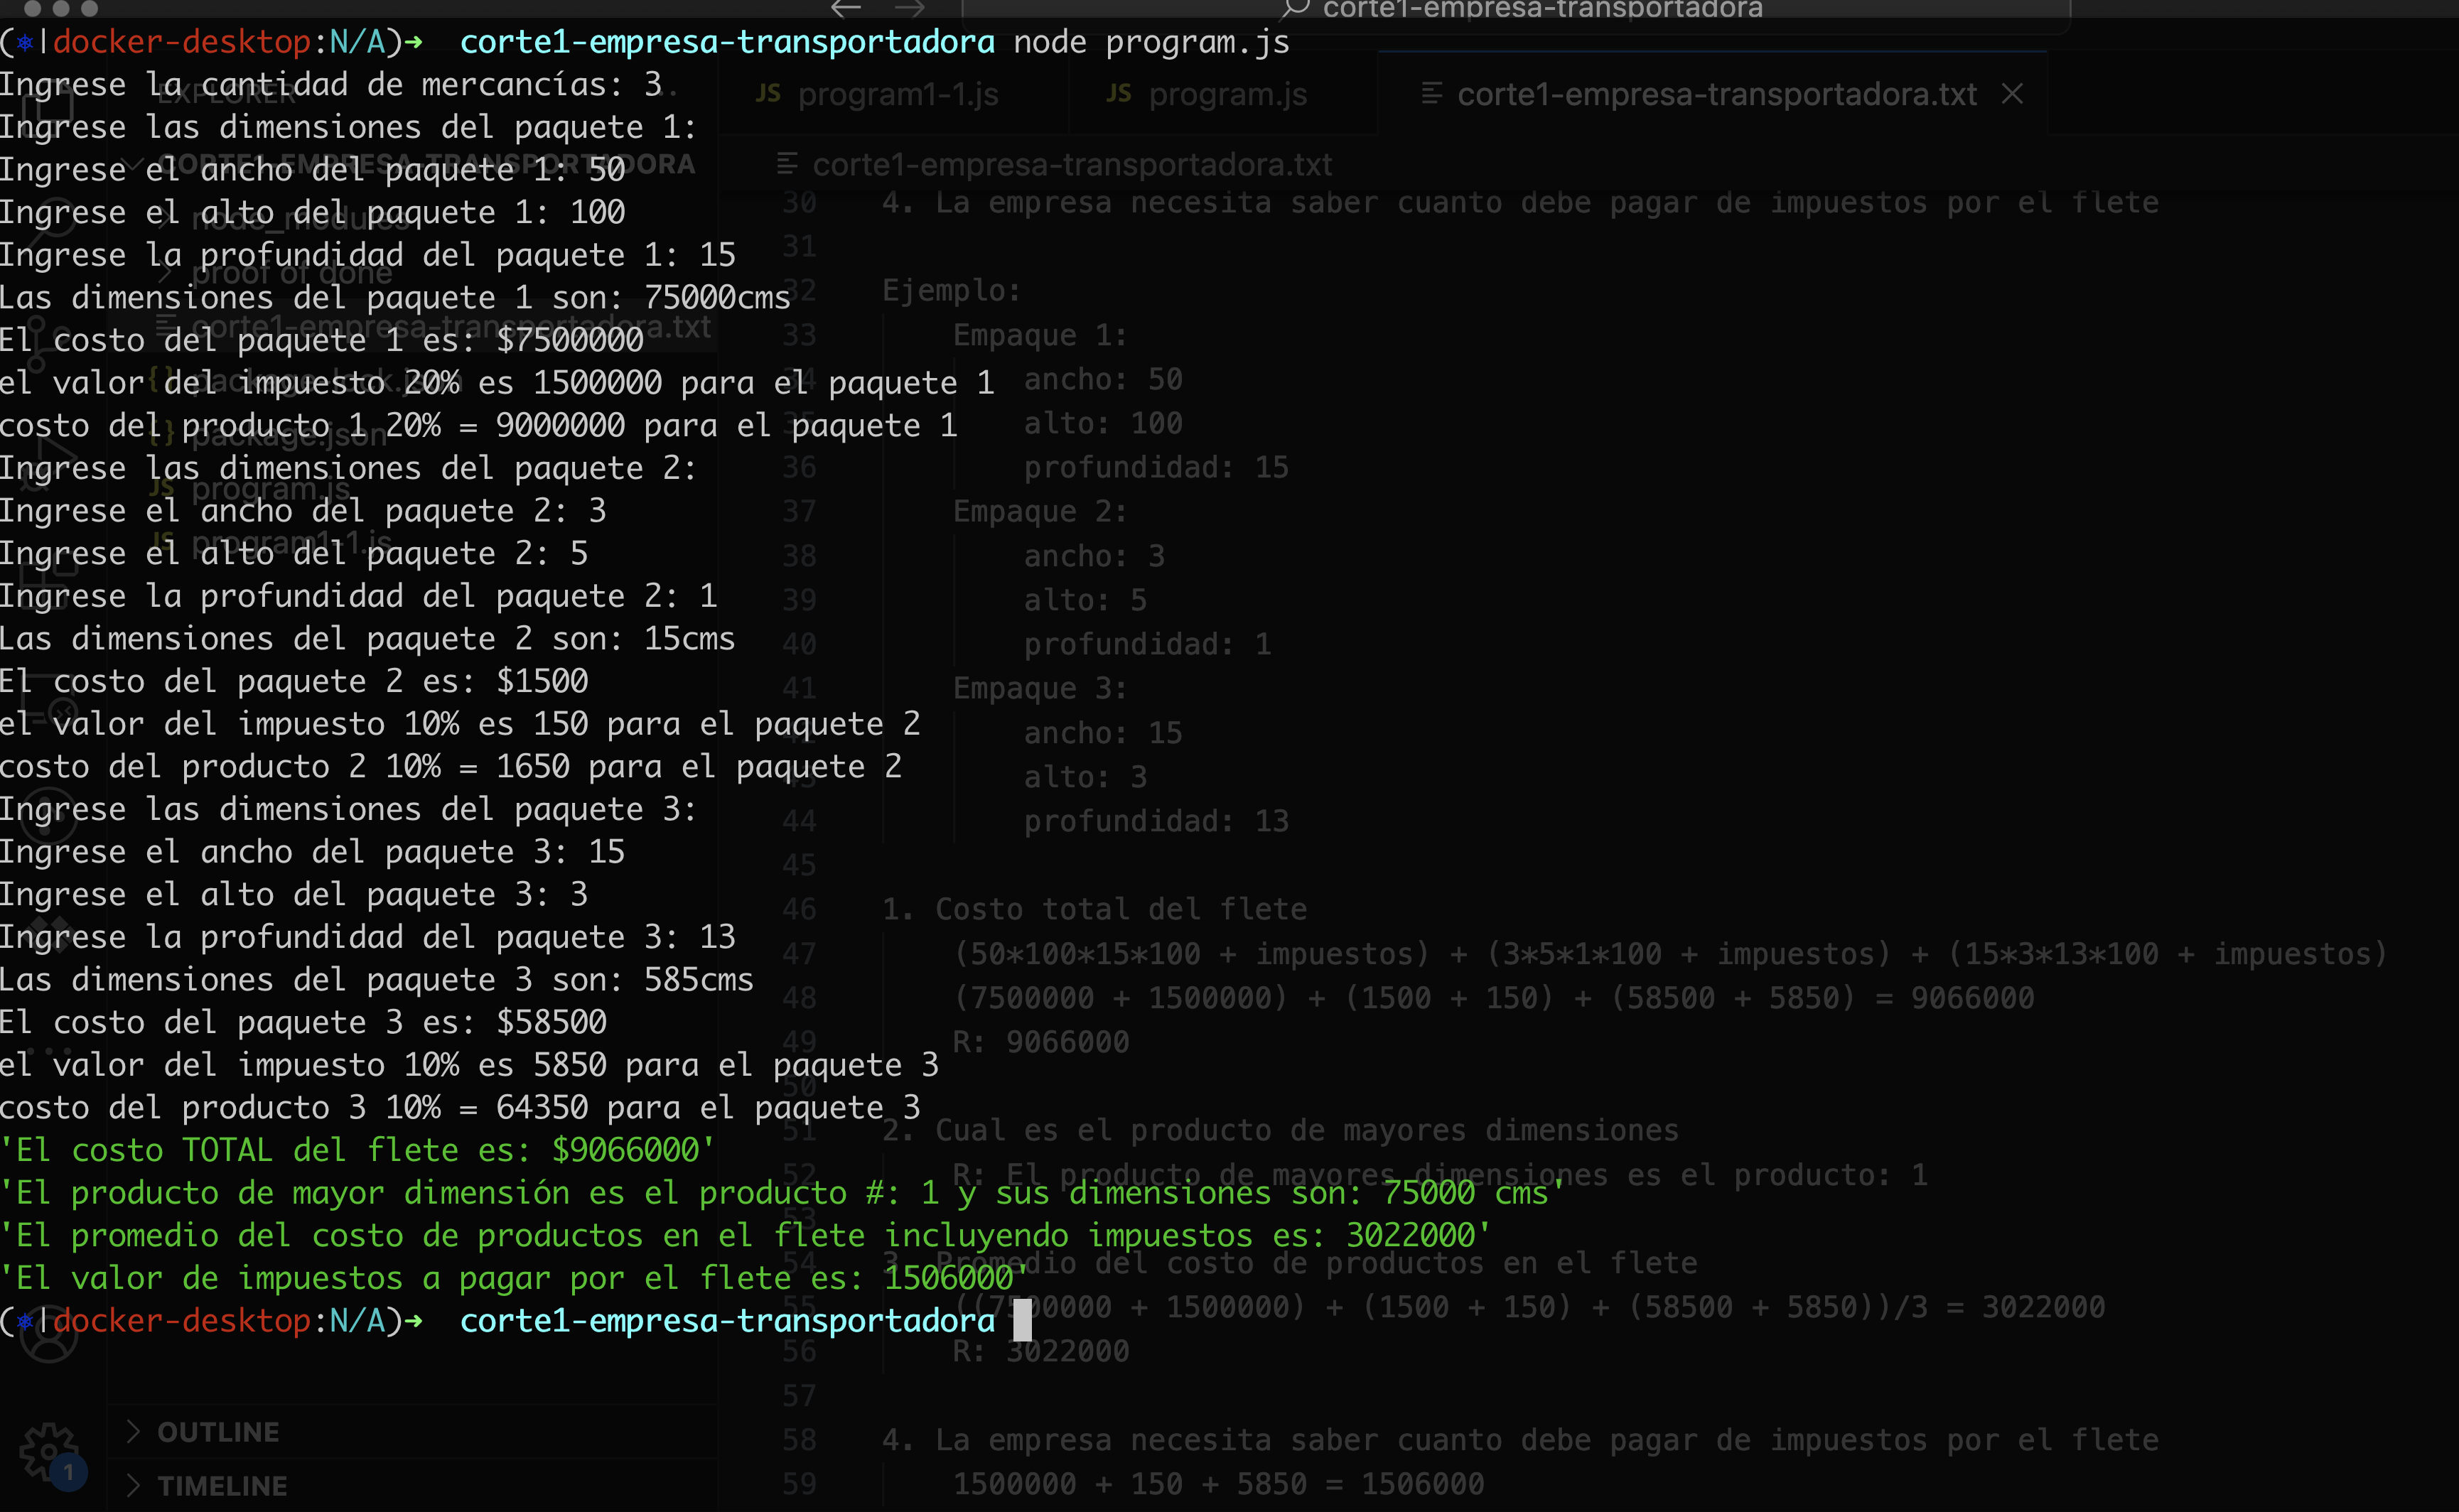 corte1-empresa-transportadora
(⎈|docker-desktop:N/A)➜  corte1-empresa-transportadora node program.js
Ingrese la cantidad de mercancías: 3
Ingrese las dimensiones del paquete 1:
Ingrese el ancho del paquete 1: 50
Ingrese el alto del paquete 1: 100
Ingrese la profundidad del paquete 1: 15
Las dimensiones del paquete 1 son: 75000cms
El costo del paquete 1 es: $7500000
el valor del impuesto 20% es 1500000 para el paquete 1
costo del producto 1 20% = 9000000 para el paquete 1
Ingrese las dimensiones del paquete 2:
Ingrese el ancho del paquete 2: 3
Ingrese el alto del paquete 2: 5
Ingrese la profundidad del paquete 2: 1
Las dimensiones del paquete 2 son: 15cms
El costo del paquete 2 es: $1500
el valor del impuesto 10% es 150 para el paquete 2
costo del producto 2 10% = 1650 para el paquete 2
Ingrese las dimensiones del paquete 3:
Ingrese el ancho del paquete 3: 15
Ingrese el alto del paquete 3: 3
Ingrese la profundidad del paquete 3: 13
Las dimensiones del paquete 3 son: 585cms
El costo del paquete 3 es: $58500
el valor del impuesto 10% es 5850 para el paquete 3
costo del producto 3 10% = 64350 para el paquete 3
'El costo TOTAL del flete es: $9066000'
'El producto de mayor dimensión es el producto #: 1 y sus dimensiones son: 75000 cms'
'El promedio del costo de productos en el flete incluyendo impuestos es: 3022000'
'El valor de impuestos a pagar por el flete es: 1506000'
(⎈|docker-desktop:N/A)➜  corte1-empresa-transportadora
EXPLORER
CORTE1-EMPRESA-TRANSPORTADORA
node_modules
proof of done
corte1-empresa-transportadora.txt
{} package-lock.json
{} package.json
JS program.js
JS program1-1.js
OUTLINE
TIMELINE
1
JS program1-1.js
JS program.js
corte1-empresa-transportadora.txt
corte1-empresa-transportadora.txt
30 4. La empresa necesita saber cuanto debe pagar de impuestos por el flete
31
32 Ejemplo:
33 Empaque 1:
34 ancho: 50
35 alto: 100
36 profundidad: 15
37 Empaque 2:
38 ancho: 3
39 alto: 5
40 profundidad: 1
41 Empaque 3:
42 ancho: 15
43 alto: 3
44 profundidad: 13
45
46 1. Costo total del flete
47 (50*100*15*100 + impuestos) + (3*5*1*100 + impuestos) + (15*3*13*100 + impuestos)
48 (7500000 + 1500000) + (1500 + 150) + (58500 + 5850) = 9066000
49 R: 9066000
50
51 2. Cual es el producto de mayores dimensiones
52 R: El producto de mayores dimensiones es el producto: 1
53
54 3. Promedio del costo de productos en el flete
55 ((7500000 + 1500000) + (1500 + 150) + (58500 + 5850))/3 = 3022000
56 R: 3022000
57
58 4. La empresa necesita saber cuanto debe pagar de impuestos por el flete
59 1500000 + 150 + 5850 = 1506000